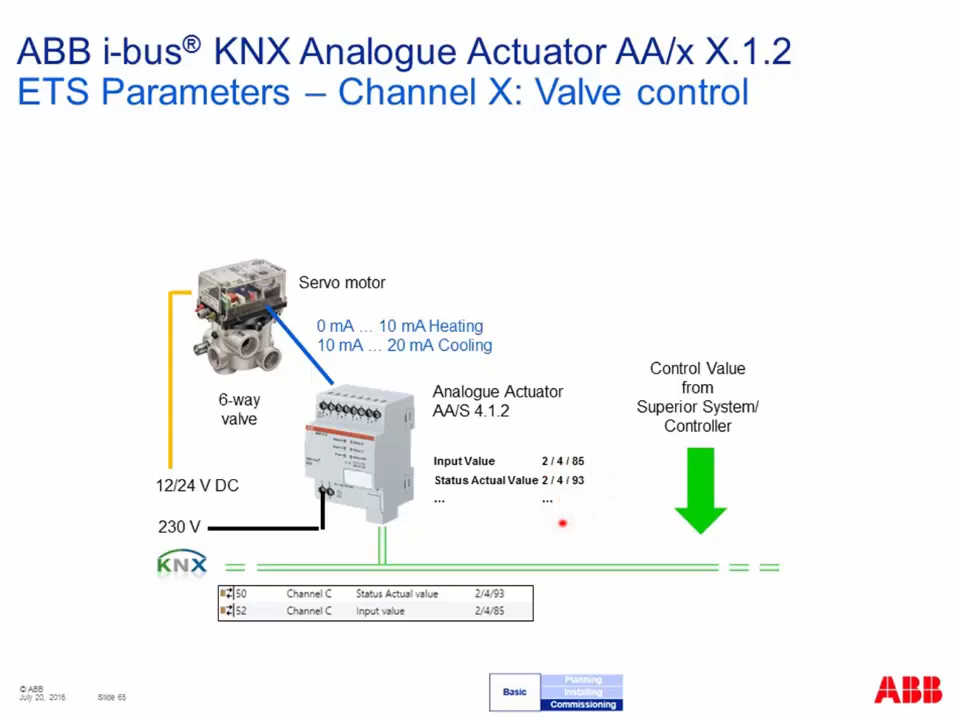 ABB i-bus® KNX Analogue Actuator AA/x X.1.2
ETS Parameters – Channel X: Valve control
Servo motor
0 mA … 10 mA Heating
10 mA … 20 mA Cooling
6-way
valve
Analogue Actuator
AA/S 4.1.2
Control Value
from
Superior System/
Controller
Input Value 2 / 4 / 85
Status Actual Value 2 / 4 / 93
... ...
12/24 V DC
230 V
KNX
50 Channel C Status Actual value 2/4/93
52 Channel C Input value 2/4/85
© ABB
July 20, 2016
Slide 65
Basic
Planning
Installing
Commissioning
ABB